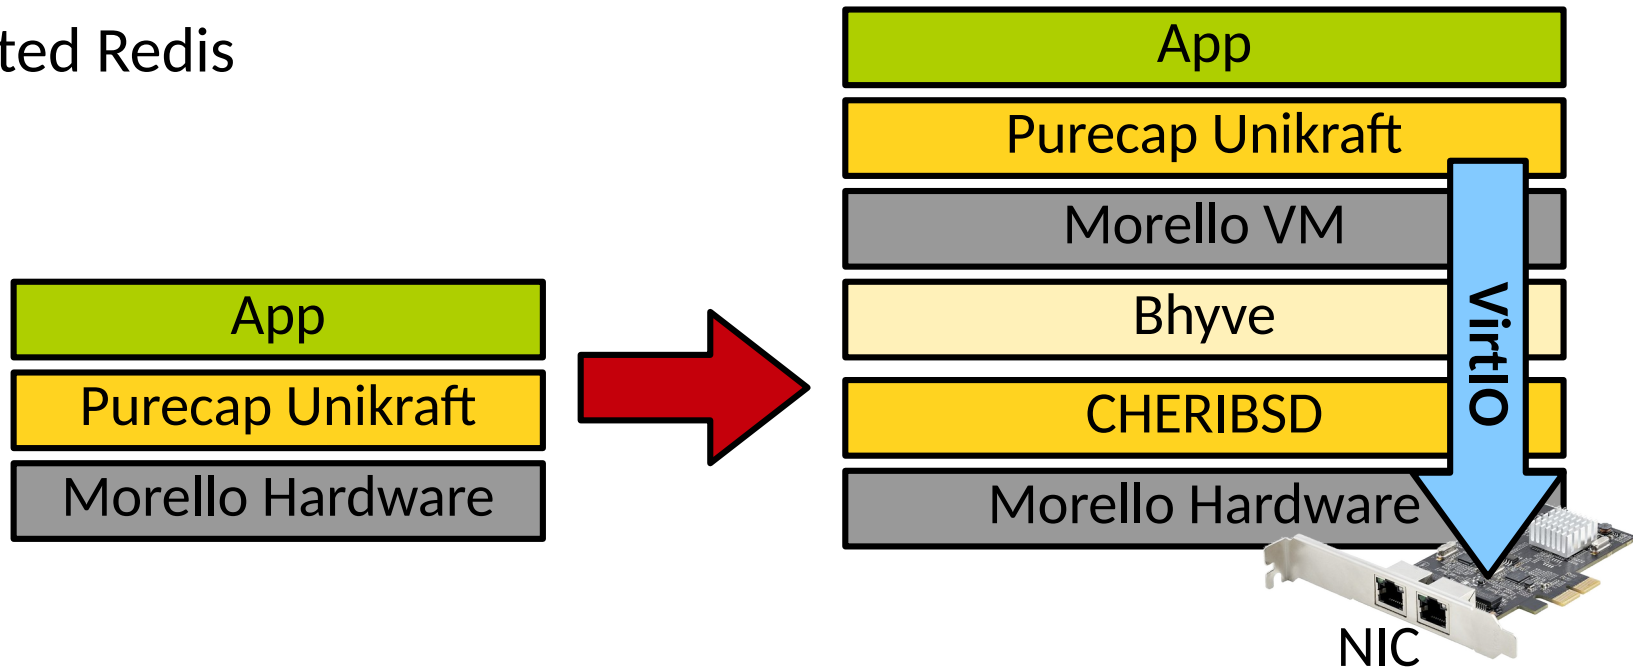 ted Redis
App
Purecap Unikraft
Morello Hardware
App
Purecap Unikraft
Morello VM
Bhyve
CHERIBSD
Morello Hardware
VirtIO
NIC